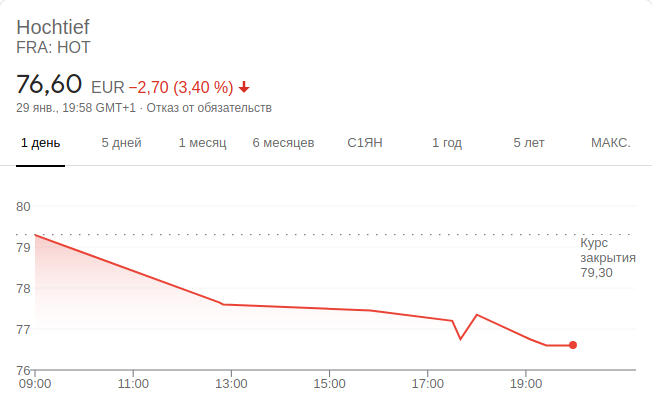 Hochtief
FRA: HOT
76,60 EUR −2,70 (3,40 %)
29 янв., 19:58 GMT+1 · Отказ от обязательств
1 день 5 дней 1 месяц 6 месяцев С1ЯН 1 год 5 лет МАКС.
80
79
78
77
76
Курс
закрытия
79,30
09:00 11:00 13:00 15:00 17:00 19:00